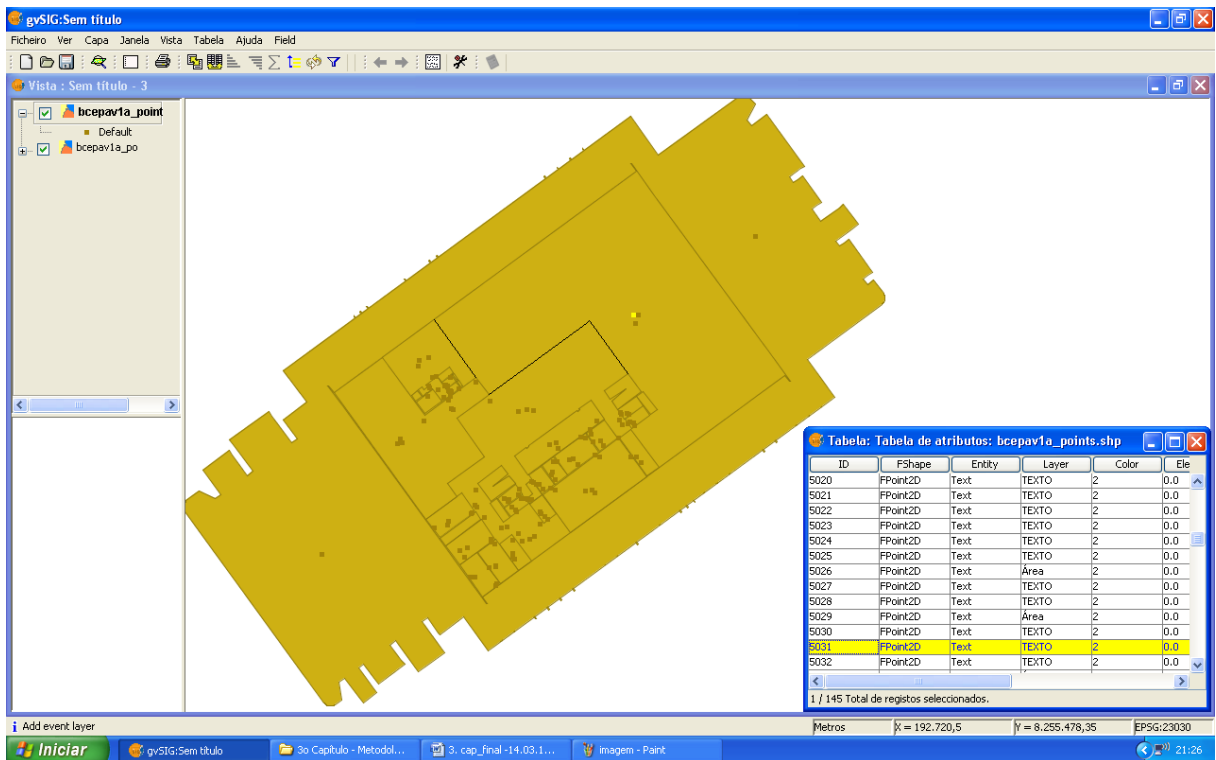 gvSIG:Sem título
Ficheiro Ver Capa Janela Vista Tabela Ajuda Field
Vista : Sem título - 3
bcepav1a_point
Default
bcepav1a_po
Tabela: Tabela de atributos: bcepav1a_points.shp
ID FShape Entity Layer Color Ele
5020 FPoint2D Text TEXTO 2 0.0
5021 FPoint2D Text TEXTO 2 0.0
5022 FPoint2D Text TEXTO 2 0.0
5023 FPoint2D Text TEXTO 2 0.0
5024 FPoint2D Text TEXTO 2 0.0
5025 FPoint2D Text TEXTO 2 0.0
5026 FPoint2D Text Área 2 0.0
5027 FPoint2D Text TEXTO 2 0.0
5028 FPoint2D Text TEXTO 2 0.0
5029 FPoint2D Text Área 2 0.0
5030 FPoint2D Text TEXTO 2 0.0
5031 FPoint2D Text TEXTO 2 0.0
5032 FPoint2D Text TEXTO 2 0.0
1 / 145 Total de registos seleccionados.
Add event layer Metros X = 192.720,5 Y = 8.255.478,35 EPSG:23030
Iniciar gvSIG:Sem título 3o Capítulo - Metodol... 3. cap_final -14.03.1... imagem - Paint 21:26